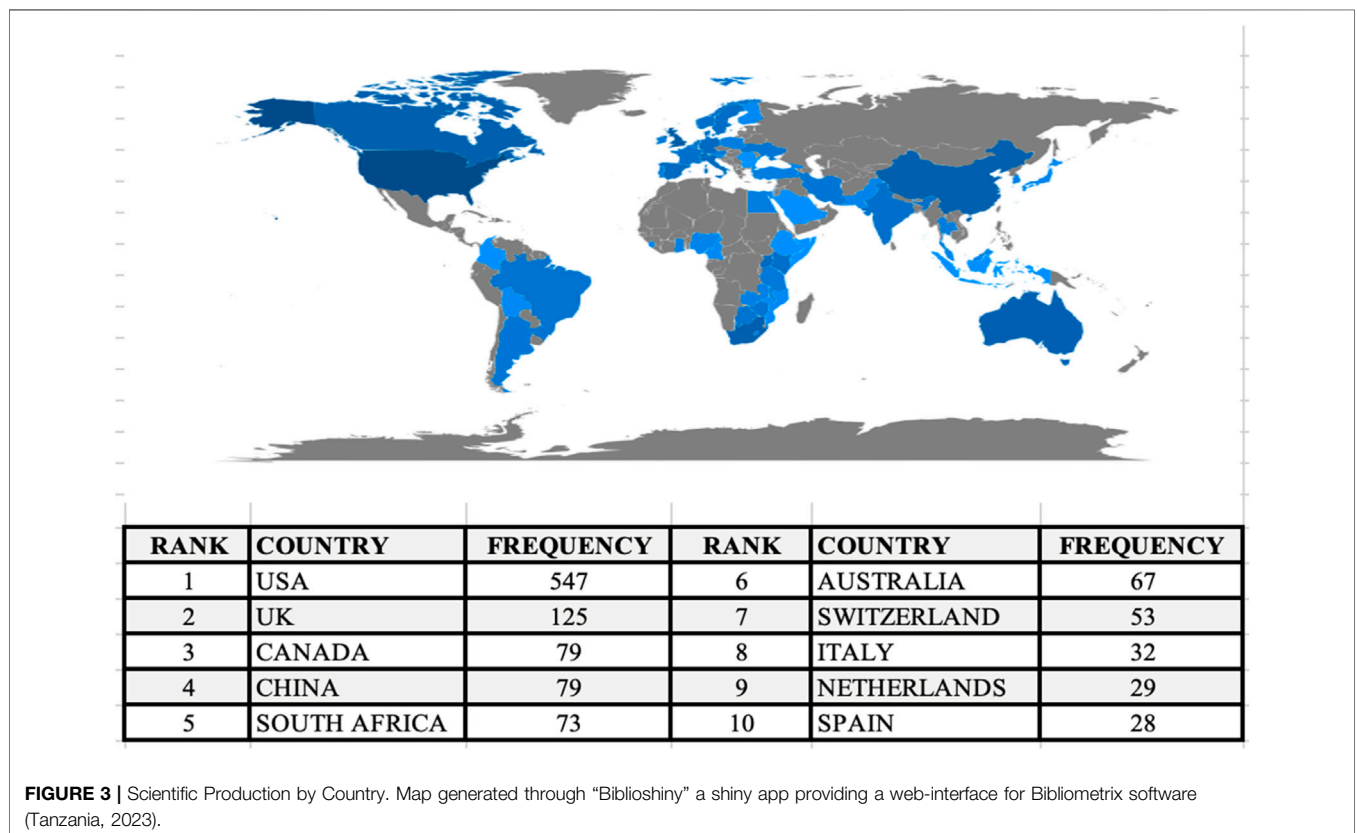 RANK COUNTRY FREQUENCY RANK COUNTRY FREQUENCY
1 USA 547 6 AUSTRALIA 67
2 UK 125 7 SWITZERLAND 53
3 CANADA 79 8 ITALY 32
4 CHINA 79 9 NETHERLANDS 29
5 SOUTH AFRICA 73 10 SPAIN 28
FIGURE 3 | Scientific Production by Country. Map generated through “Biblioshiny” a shiny app providing a web-interface for Bibliometrix software
(Tanzania, 2023).